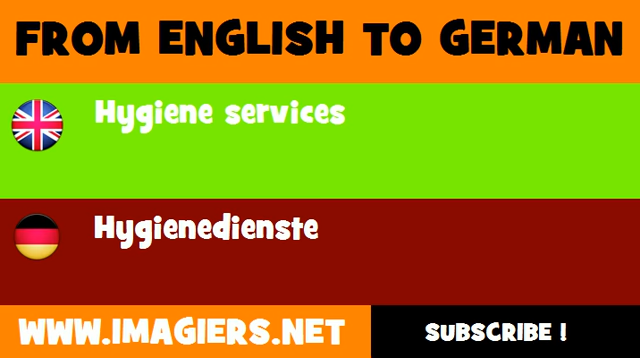 FROM ENGLISH TO GERMAN
Hygiene services
Hygienedienste
WWW.IMAGIERS.NET
SUBSCRIBE !